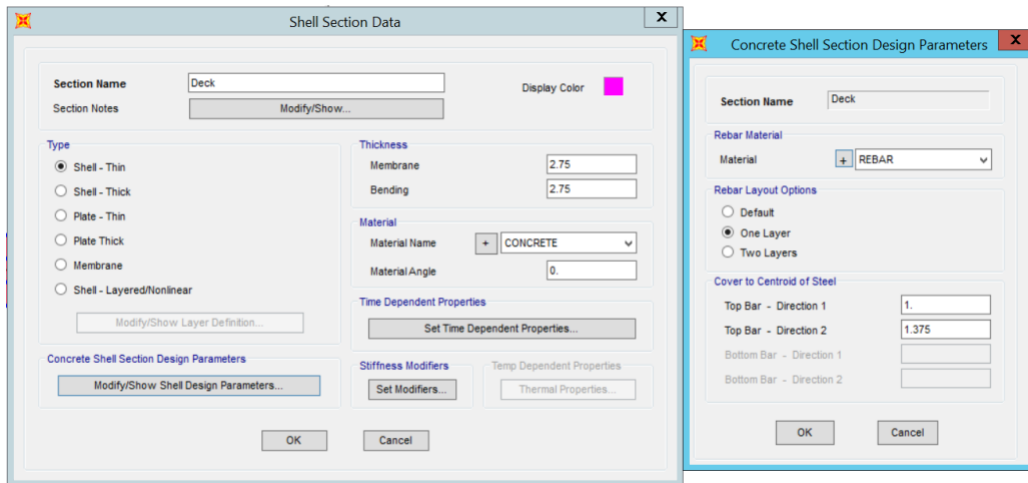 Shell Section Data
X
Section Name
Deck
Display Color
Section Notes
Modify/Show...
Type
Shell - Thin
Shell - Thick
Plate - Thin
Plate Thick
Membrane
Shell - Layered/Nonlinear
Modify/Show Layer Definition...
Concrete Shell Section Design Parameters
Modify/Show Shell Design Parameters...
Thickness
Membrane
2.75
Bending
2.75
Material
Material Name
+
CONCRETE
Material Angle
0.
Time Dependent Properties
Set Time Dependent Properties...
Stiffness Modifiers
Set Modifiers...
Temp Dependent Properties
Thermal Properties...
OK
Cancel
Concrete Shell Section Design Parameters
X
Section Name
Deck
Rebar Material
Material
+
REBAR
Rebar Layout Options
Default
One Layer
Two Layers
Cover to Centroid of Steel
Top Bar - Direction 1
1.
Top Bar - Direction 2
1.375
Bottom Bar - Direction 1
Bottom Bar - Direction 2
OK
Cancel